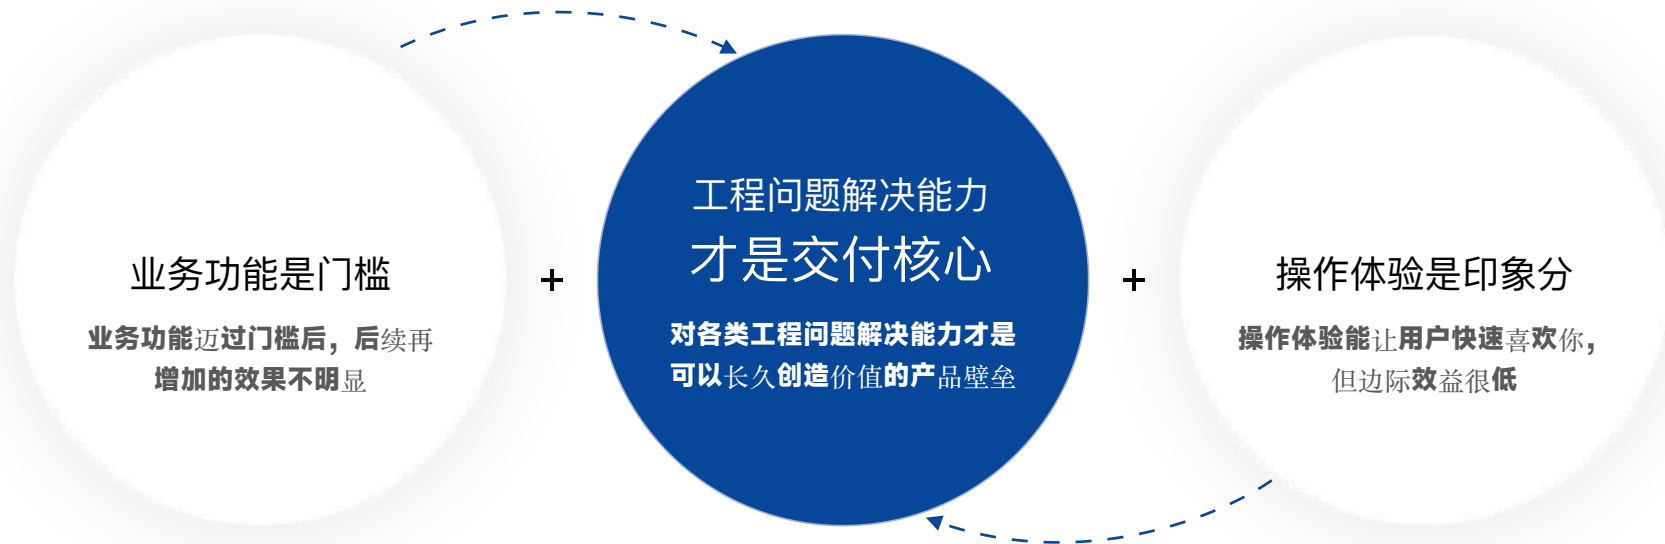 业务功能是门槛
业务功能迈过门槛后，后续再
增加的效果不明显
+
工程问题解决能力
才是交付核心
对各类工程问题解决能力才是
可以长久创造价值的产品壁垒
+
操作体验是印象分
操作体验能让用户快速喜欢你，
但边际效益很低